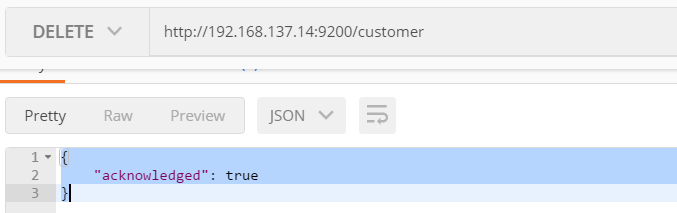 DELETE http://192.168.137.14:9200/customer
Pretty Raw Preview JSON
1 {
2 "acknowledged": true
3 }